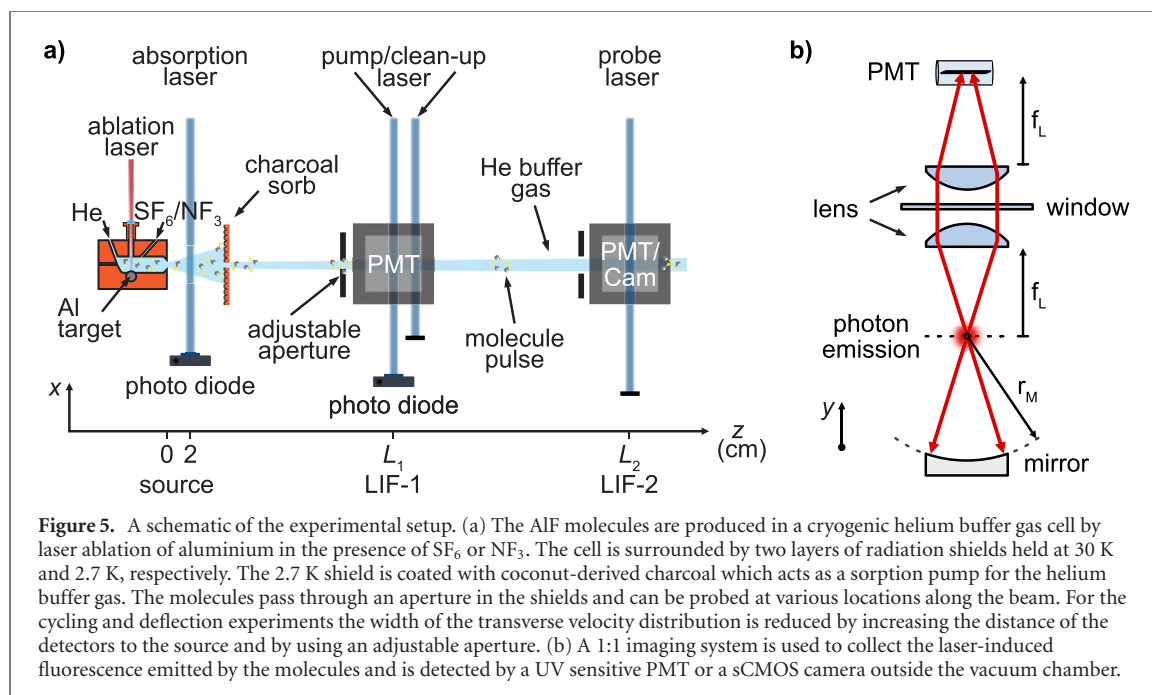 a)
absorption
laser
pump/clean-up
laser
probe
laser
ablation
laser
charcoal
sorb
He
SF6/NF3
He buffer
gas
PMT
PMT/
Cam
Al
target
adjustable
aperture
molecule
pulse
photo diode
photo diode
x
z
(cm)
0 2
L1
L2
source
LIF-1
LIF-2
b)
PMT
fL
lens
window
fL
photon
emission
rM
y
mirror
Figure 5. A schematic of the experimental setup. (a) The AlF molecules are produced in a cryogenic helium buffer gas cell by
laser ablation of aluminium in the presence of SF6 or NF3. The cell is surrounded by two layers of radiation shields held at 30 K
and 2.7 K, respectively. The 2.7 K shield is coated with coconut-derived charcoal which acts as a sorption pump for the helium
buffer gas. The molecules pass through an aperture in the shields and can be probed at various locations along the beam. For the
cycling and deflection experiments the width of the transverse velocity distribution is reduced by increasing the distance of the
detectors to the source and by using an adjustable aperture. (b) A 1:1 imaging system is used to collect the laser-induced
fluorescence emitted by the molecules and is detected by a UV sensitive PMT or a sCMOS camera outside the vacuum chamber.